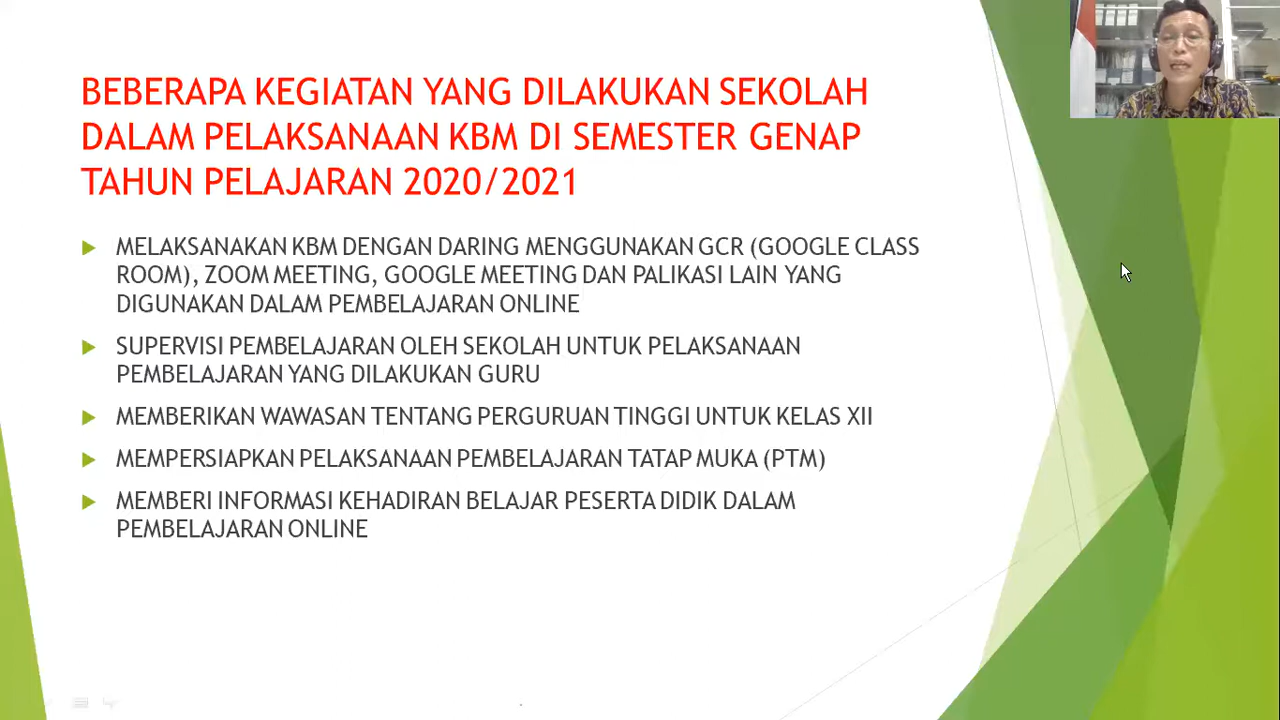 BEBERAPA KEGIATAN YANG DILAKUKAN SEKOLAH
DALAM PELAKSANAAN KBM DI SEMESTER GENAP
TAHUN PELAJARAN 2020/2021
MELAKSANAKAN KBM DENGAN DARING MENGGUNAKAN GCR (GOOGLE CLASS
ROOM), ZOOM MEETING, GOOGLE MEETING DAN PALIKASI LAIN YANG
DIGUNAKAN DALAM PEMBELAJARAN ONLINE
SUPERVISI PEMBELAJARAN OLEH SEKOLAH UNTUK PELAKSANAAN
PEMBELAJARAN YANG DILAKUKAN GURU
MEMBERIKAN WAWASAN TENTANG PERGURUAN TINGGI UNTUK KELAS XII
MEMPERSIAPKAN PELAKSANAAN PEMBELAJARAN TATAP MUKA (PTM)
MEMBERI INFORMASI KEHADIRAN BELAJAR PESERTA DIDIK DALAM
PEMBELAJARAN ONLINE